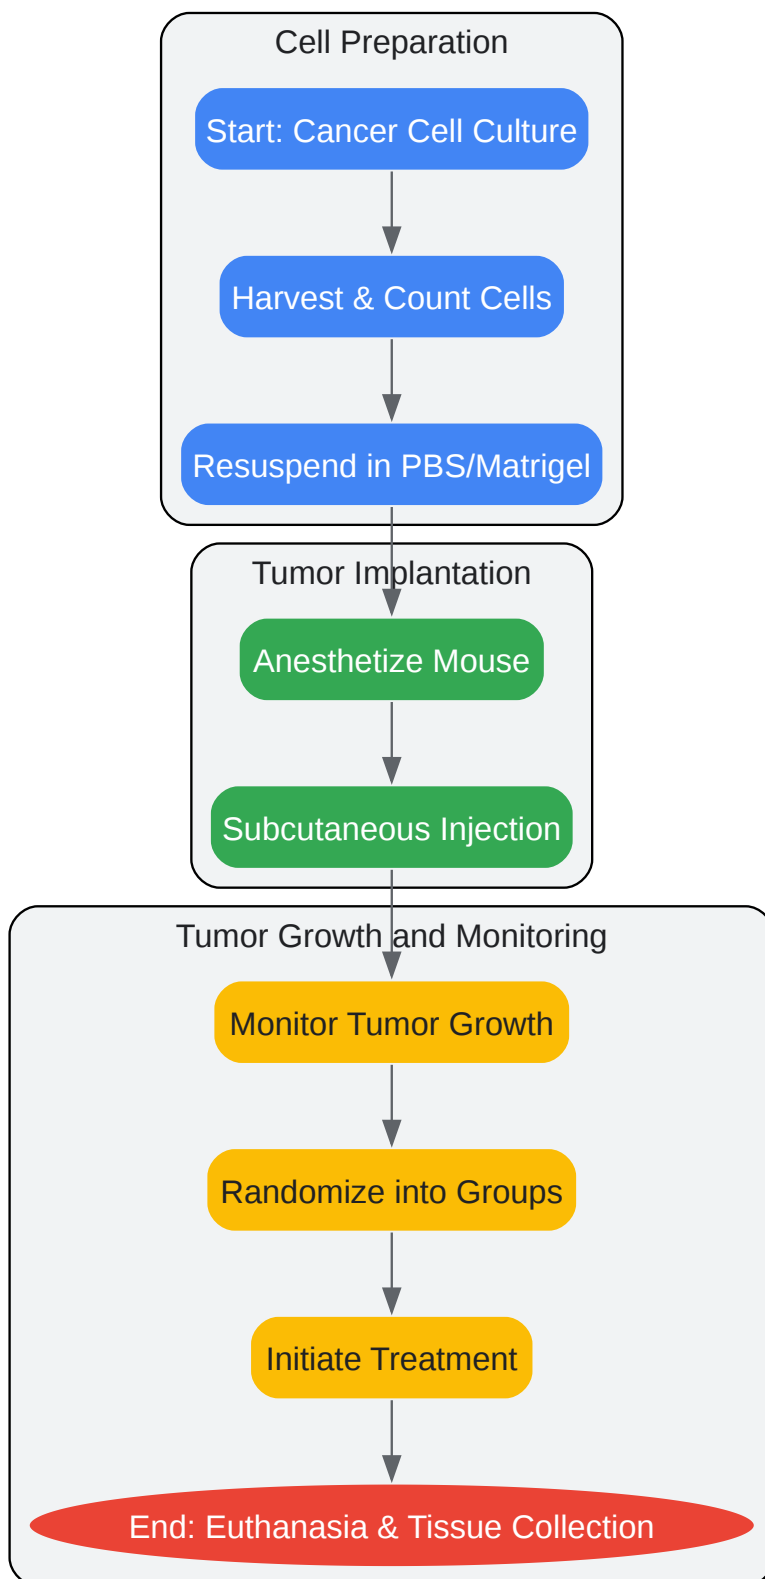 Cell Preparation
Start: Cancer Cell Culture
Harvest & Count Cells
Resuspend in PBS/Matrigel
Tumor Implantation
Anesthetize Mouse
Subcutaneous Injection
Tumor Growth and Monitoring
Monitor Tumor Growth
Randomize into Groups
Initiate Treatment
End: Euthanasia & Tissue Collection